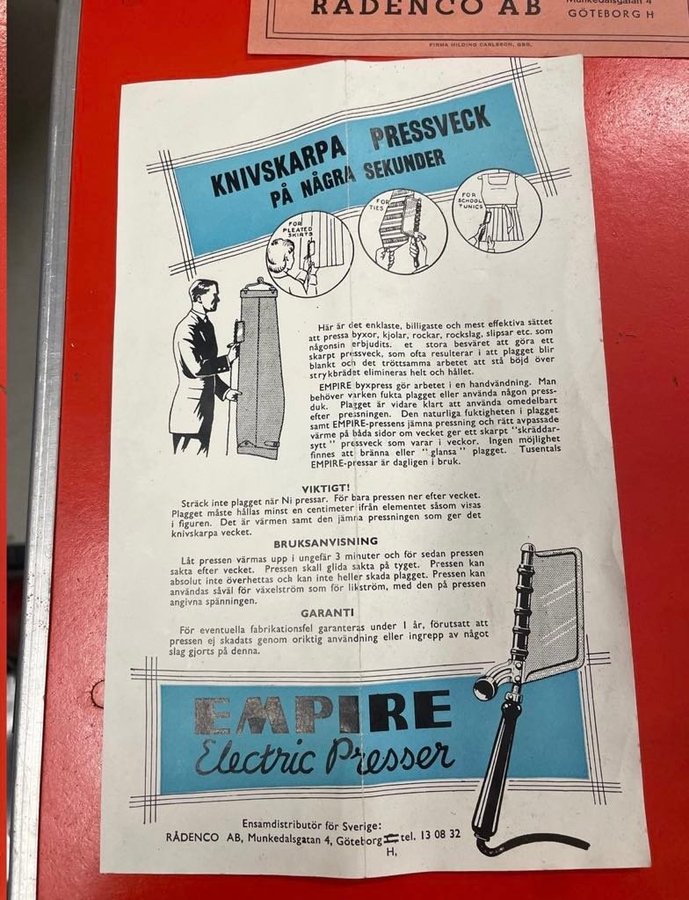 RÅDENCO AB
Munkedalsgatan 4
GÖTEBORG H
FIRMA HILDING CARLSSON, GBG.
KNIVSKARPA PRESSVECK
PÅ NÅGRA SEKUNDER
FOR
PLEATED
SKIRTS
FOR
TIES
FOR
SCHOOL
TUNICS
Här är det enklaste, billigaste och mest effektiva sättet
att pressa byxor, kjolar, rockar, rockslag, slipsar etc. som
någonsin erbjudits. et stora besväret att göra ett
skarpt pressveck, som ofta resulterar i att plagget blir
blankt och det tröttsamma arbetet att stå böjd över
strykbrädet elimineras helt och hållet.
EMPIRE byxpress gör arbetet i en handvändning. Man
behöver varken fukta plagget eller använda någon press-
duk. Plagget är vidare klart att använda omedelbart
efter pressningen. Den naturliga fuktigheten i plagget
samt EMPIRE-pressens jämna pressning och rätt avpassade
värme på båda sidor om vecket ger ett skarpt "skräddar-
sytt" pressveck som varar i veckor. Ingen möjlighet
finnes att bränna eller "glansa" plagget. Tusentals
EMPIRE-pressar är dagligen i bruk.
VIKTIGT!
Sträck inte plagget när Ni pressar. För bara pressen ner efter vecket.
Plagget måste hållas minst en centimeter ifrån elementet såsom visas
i figuren. Det är värmen samt den jämna pressningen som ger det
knivskarpa vecket.
BRUKSANVISNING
Låt pressen värmas upp i ungefär 3 minuter och för sedan pressen
sakta efter vecket. Pressen skall glida sakta på tyget. Pressen kan
absolut inte överhettas och kan inte heller skada plagget. Pressen kan
användas såväl för växelström som för likström, med den på pressen
angivna spänningen.
GARANTI
För eventuella fabrikationsfel garanteras under 1 år, förutsatt att
pressen ej skadats genom oriktig användning eller ingrepp av något
slag gjorts på denna.
EMPIRE
Electric Presser
Ensamdistributör för Sverige:
RÅDENCO AB, Munkedalsgatan 4, Göteborg H, tel. 13 08 32